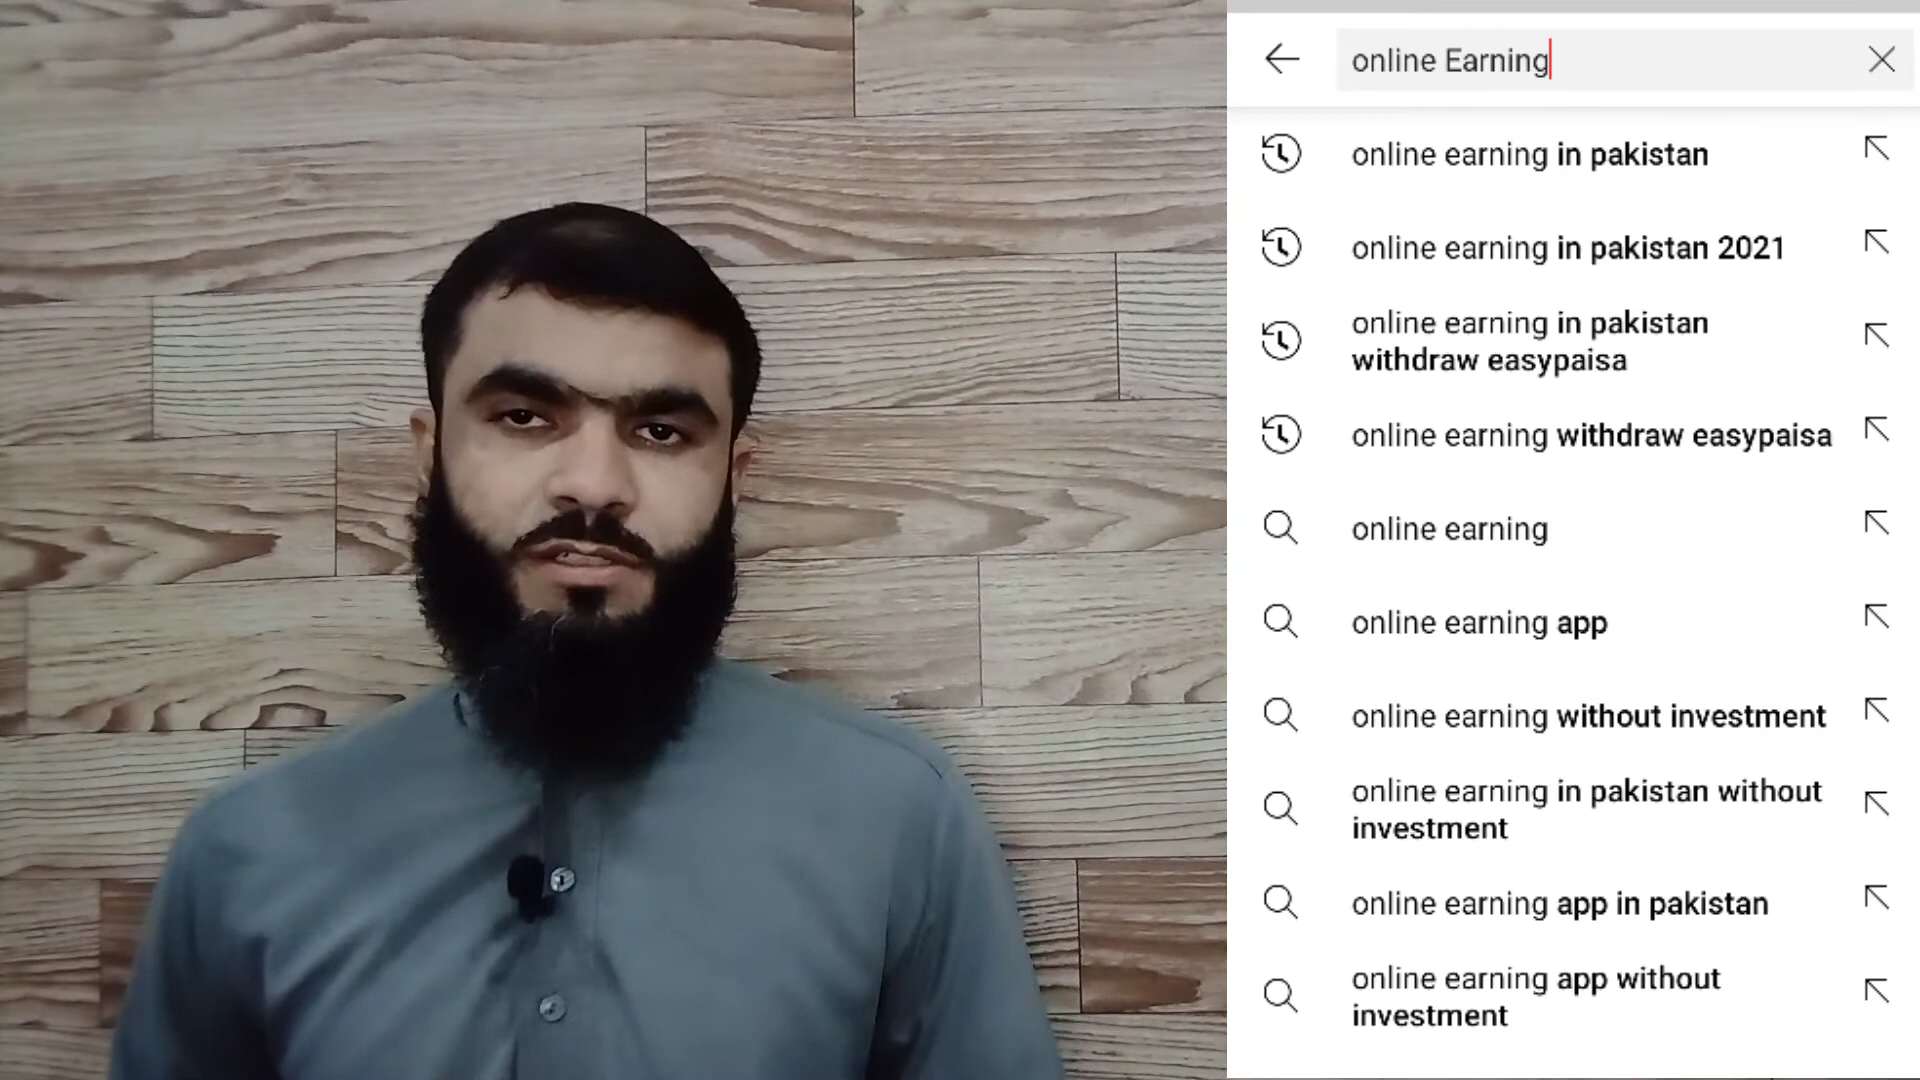 online Earning
online earning in pakistan
online earning in pakistan 2021
online earning in pakistan
withdraw easypaisa
online earning withdraw easypaisa
online earning
online earning app
online earning without investment
online earning in pakistan without
investment
online earning app in pakistan
online earning app without
investment